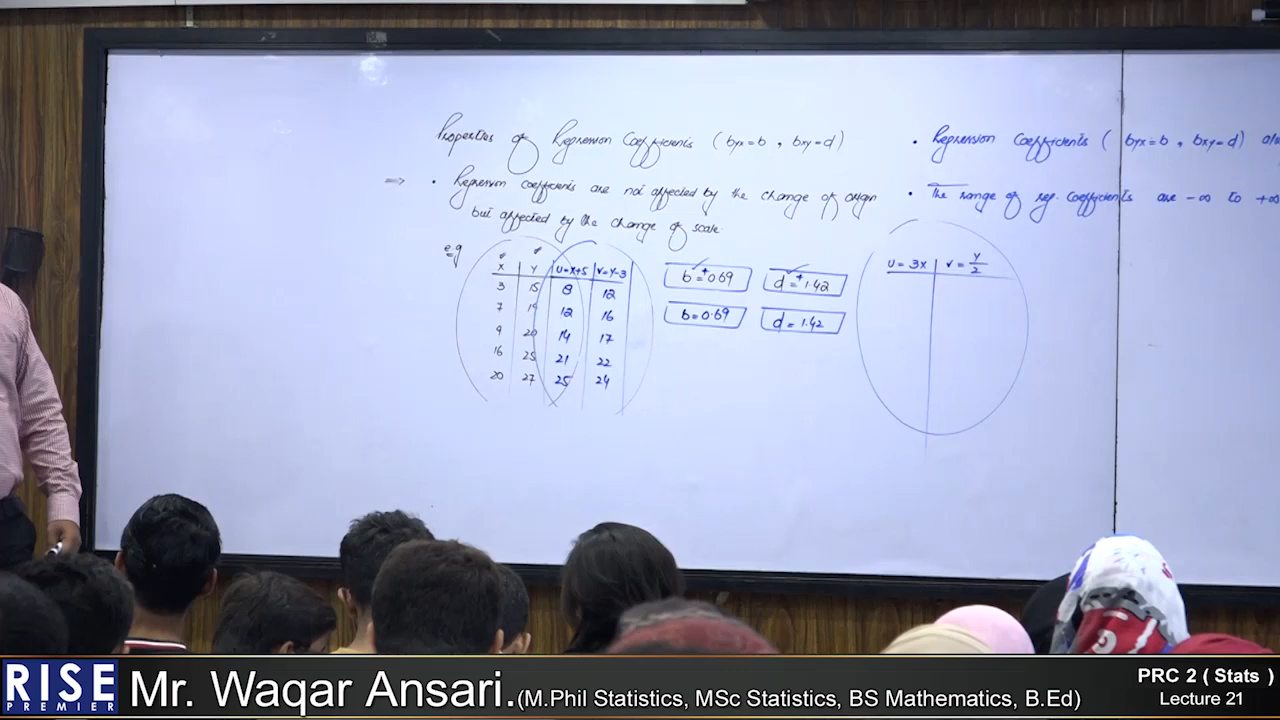 Properties of Regression Coefficients ( byx = b , bxy = d )
⇒ • Regression coefficients are not affected by the change of origin
but affected by the change of scale.
e.g
X Y U = X+5 V = Y-3
3 15 8 12
7 19 12 16
9 20 14 17
16 25 21 22
20 27 25 24
b = +0.69 d = +1.42
b = 0.69 d = 1.42
• Regression Coefficients ( byx = b , bxy = d )
• The range of reg. Coefficients are -∞ to +∞
U = 3X V = Y/2
RISE
PREMIER
Mr. Waqar Ansari.(M.Phil Statistics, MSc Statistics, BS Mathematics, B.Ed)
PRC 2 ( Stats )
Lecture 21